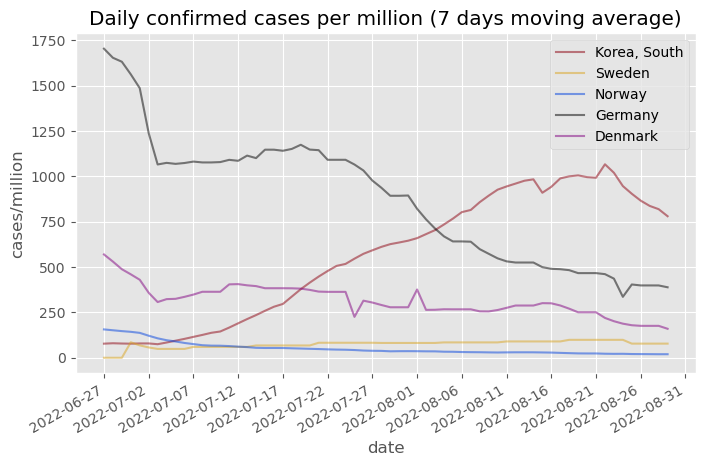 Daily confirmed cases per million (7 days moving average)
1750
1500
1250
1000
750
500
250
0
cases/million
Korea, South
Sweden
Norway
Germany
Denmark
2022-06-27
2022-07-02
2022-07-07
2022-07-12
2022-07-17
2022-07-22
2022-07-27
2022-08-01
2022-08-06
2022-08-11
2022-08-16
2022-08-21
2022-08-26
2022-08-31
date